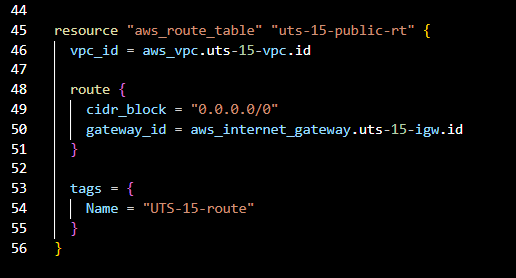 44
45 resource "aws_route_table" "uts-15-public-rt" {
46 vpc_id = aws_vpc.uts-15-vpc.id
47
48 route {
49 cidr_block = "0.0.0.0/0"
50 gateway_id = aws_internet_gateway.uts-15-igw.id
51 }
52
53 tags = {
54 Name = "UTS-15-route"
55 }
56 }